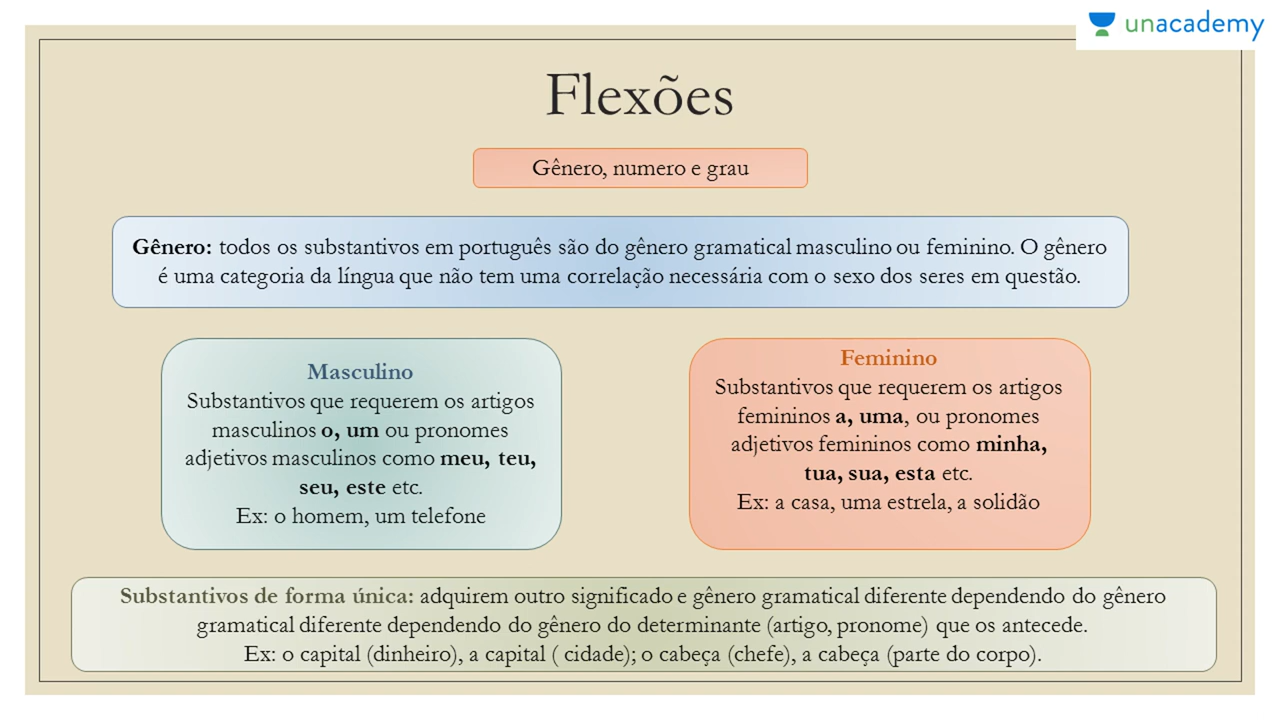 unacademy
Flexões
Gênero, numero e grau
Gênero: todos os substantivos em português são do gênero gramatical masculino ou feminino. O gênero
é uma categoria da língua que não tem uma correlação necessária com o sexo dos seres em questão.
Masculino
Substantivos que requerem os artigos
masculinos o, um ou pronomes
adjetivos masculinos como meu, teu,
seu, este etc.
Ex: o homem, um telefone
Feminino
Substantivos que requerem os artigos
femininos a, uma, ou pronomes
adjetivos femininos como minha,
tua, sua, esta etc.
Ex: a casa, uma estrela, a solidão
Substantivos de forma única: adquirem outro significado e gênero gramatical diferente dependendo do gênero
gramatical diferente dependendo do gênero do determinante (artigo, pronome) que os antecede.
Ex: o capital (dinheiro), a capital ( cidade); o cabeça (chefe), a cabeça (parte do corpo).